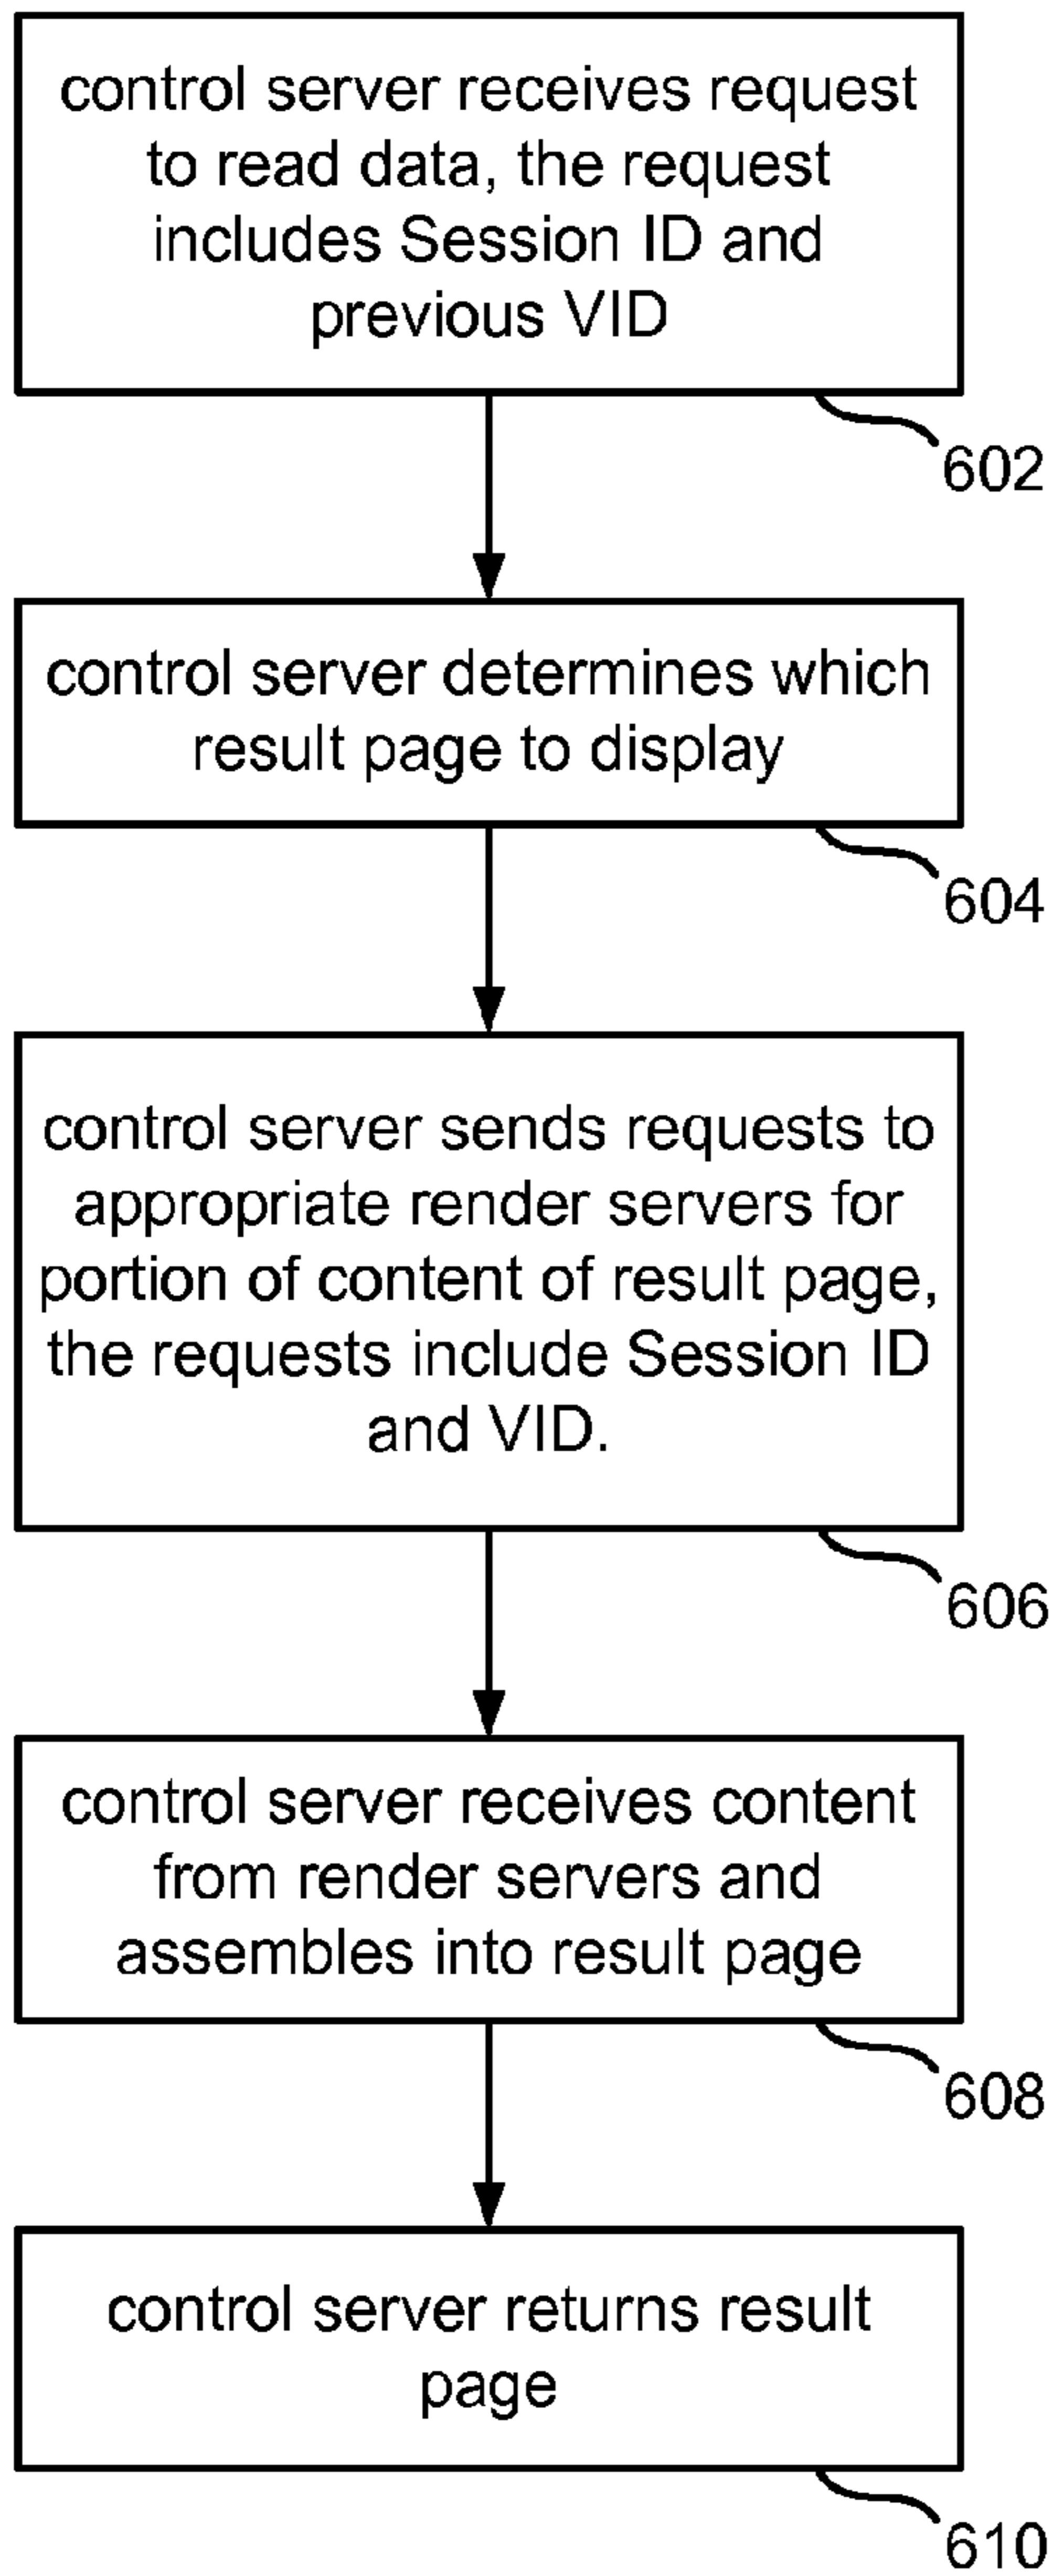 control server receives request
to read data, the request
includes Session ID and
previous VID
602
control server determines which
result page to display
604
control server sends requests to
appropriate render servers for
portion of content of result page,
the requests include Session ID
and VID.
606
control server receives content
from render servers and
assembles into result page
608
control server returns result
page
610